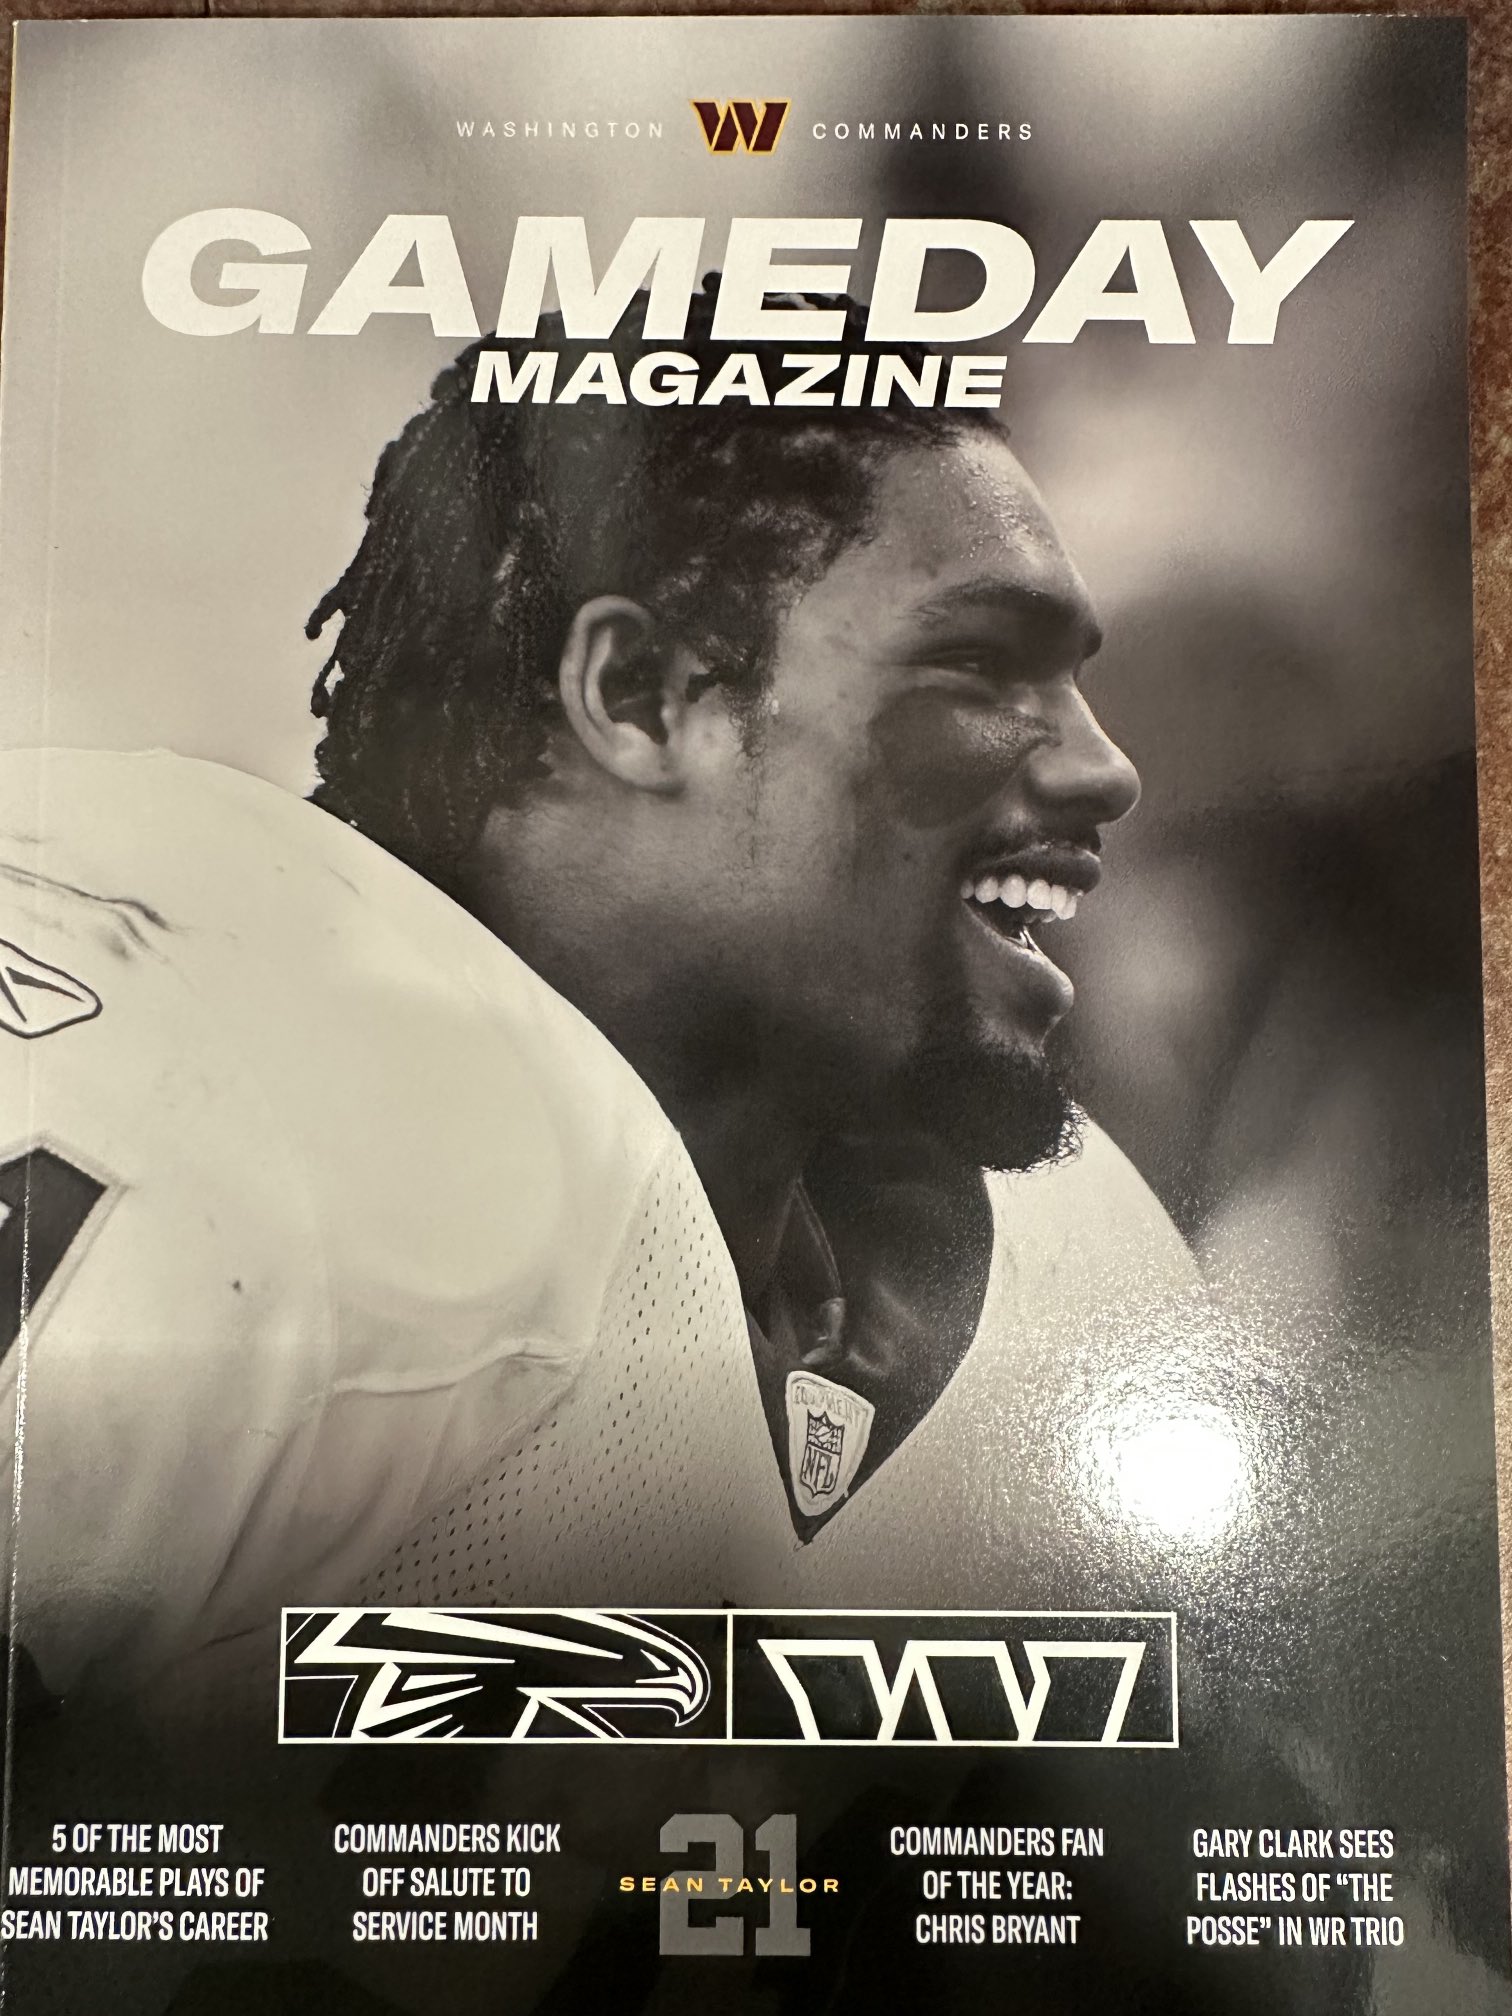 WASHINGTON W COMMANDERS
GAMEDAY
MAGAZINE
EQUIPMENT
NFL
5 OF THE MOST
MEMORABLE PLAYS OF
SEAN TAYLOR'S CAREER
COMMANDERS KICK
OFF SALUTE TO
SERVICE MONTH
21
SEAN TAYLOR
COMMANDERS FAN
OF THE YEAR:
CHRIS BRYANT
GARY CLARK SEES
FLASHES OF “THE
POSSE” IN WR TRIO